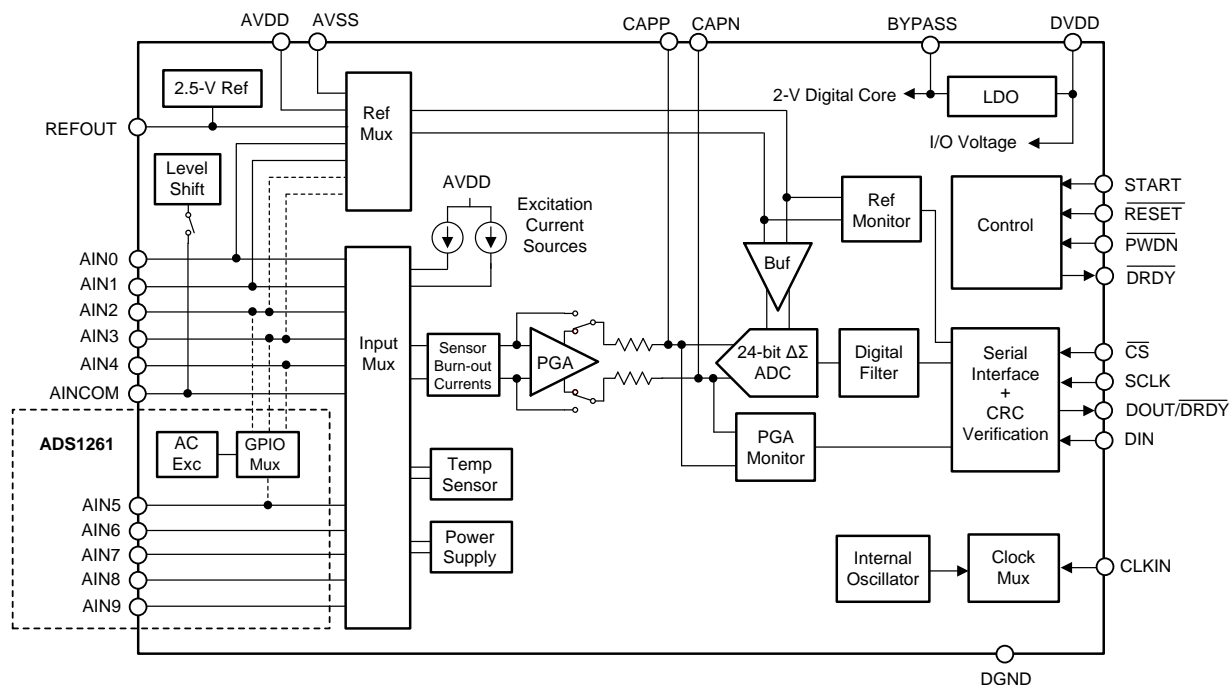 AVDD
AVSS
CAPP
CAPN
BYPASS
DVDD
2.5-V Ref
REFOUT
Ref
Mux
2-V Digital Core
LDO
I/O Voltage
Level
Shift
AVDD
Excitation
Current
Sources
Ref
Monitor
Control
START
RESET
PWDN
DRDY
AIN0
AIN1
AIN2
AIN3
AIN4
AINCOM
Input
Mux
Sensor
Burn-out
Currents
PGA
Buf
24-bit ΔΣ
ADC
Digital
Filter
Serial
Interface
+
CRC
Verification
CS
SCLK
DOUT/DRDY
DIN
ADS1261
AC
Exc
GPIO
Mux
PGA
Monitor
Temp
Sensor
AIN5
AIN6
AIN7
AIN8
AIN9
Power
Supply
Internal
Oscillator
Clock
Mux
CLKIN
DGND